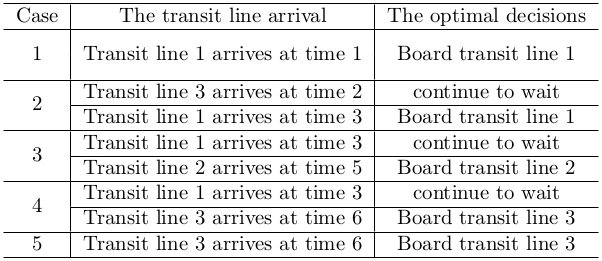 Case The transit line arrival The optimal decisions
1 Transit line 1 arrives at time 1 Board transit line 1
2 Transit line 3 arrives at time 2 continue to wait
Transit line 1 arrives at time 3 Board transit line 1
3 Transit line 1 arrives at time 3 continue to wait
Transit line 2 arrives at time 5 Board transit line 2
4 Transit line 1 arrives at time 3 continue to wait
Transit line 3 arrives at time 6 Board transit line 3
5 Transit line 3 arrives at time 6 Board transit line 3